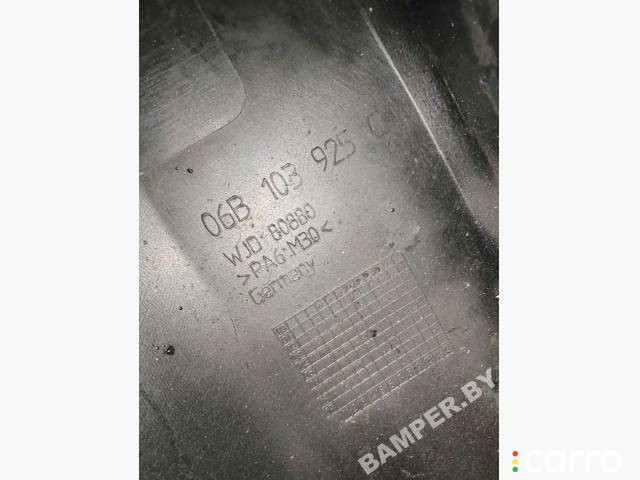 06B 103 925 C
WJD-80880
>PA6-M30<
Germany
BAMPER.BY
carro